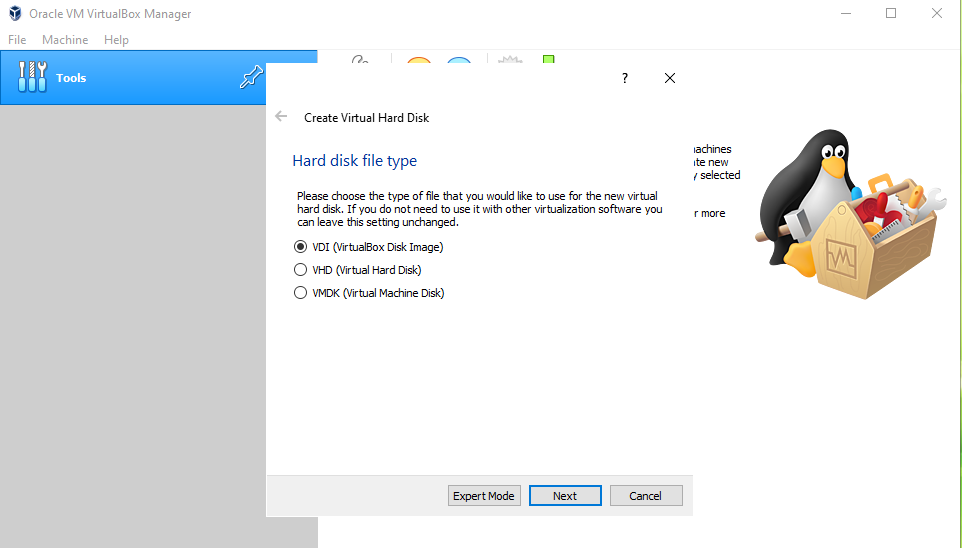 Oracle VM VirtualBox Manager
File Machine Help
Tools
?
Create Virtual Hard Disk
Hard disk file type
Please choose the type of file that you would like to use for the new virtual
hard disk. If you do not need to use it with other virtualization software you
can leave this setting unchanged.
VDI (VirtualBox Disk Image)
VHD (Virtual Hard Disk)
VMDK (Virtual Machine Disk)
Expert Mode Next Cancel
new
selected
more